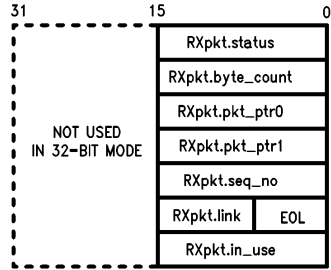 31 15 0
RXpkt.status
RXpkt.byte_count
RXpkt.pkt_ptr0
RXpkt.pkt_ptr1
NOT USED
IN 32-BIT MODE
RXpkt.seq_no
RXpkt.link EOL
RXpkt.in_use